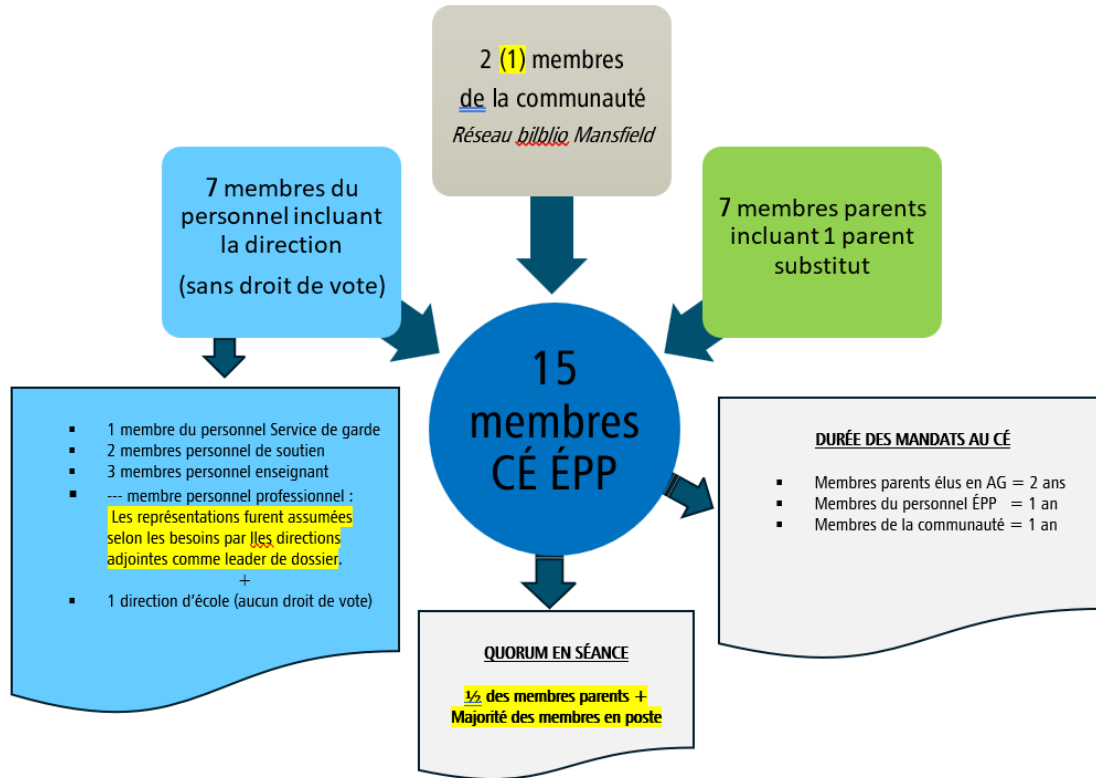 2 (1) membres
de la communauté
Réseau bilblio Mansfield
7 membres du
personnel incluant
la direction
(sans droit de vote)
7 membres parents
incluant 1 parent
substitut
15
membres
CÉ ÉPP
▪ 1 membre du personnel Service de garde
▪ 2 membres personnel de soutien
▪ 3 membres personnel enseignant
▪ --- membre personnel professionnel :
Les représentations furent assumées
selon les besoins par lles directions
adjointes comme leader de dossier.
+
▪ 1 direction d'école (aucun droit de vote)
QUORUM EN SÉANCE
½ des membres parents +
Majorité des membres en poste
DURÉE DES MANDATS AU CÉ
▪ Membres parents élus en AG = 2 ans
▪ Membres du personnel ÉPP = 1 an
▪ Membres de la communauté = 1 an